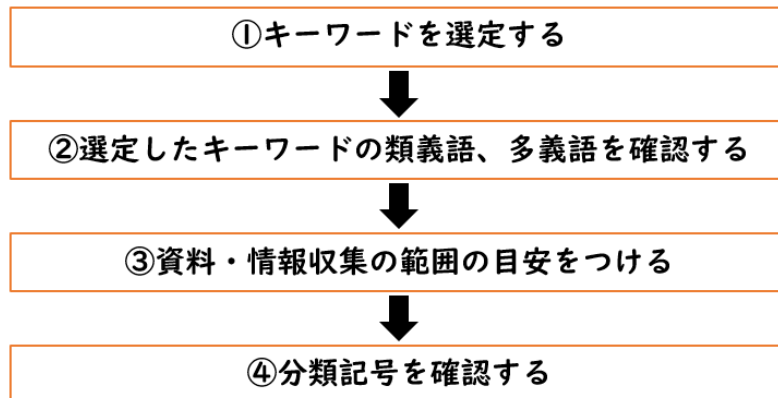 ①キーワードを選定する
②選定したキーワードの類義語、多義語を確認する
③資料・情報収集の範囲の目安をつける
④分類記号を確認する